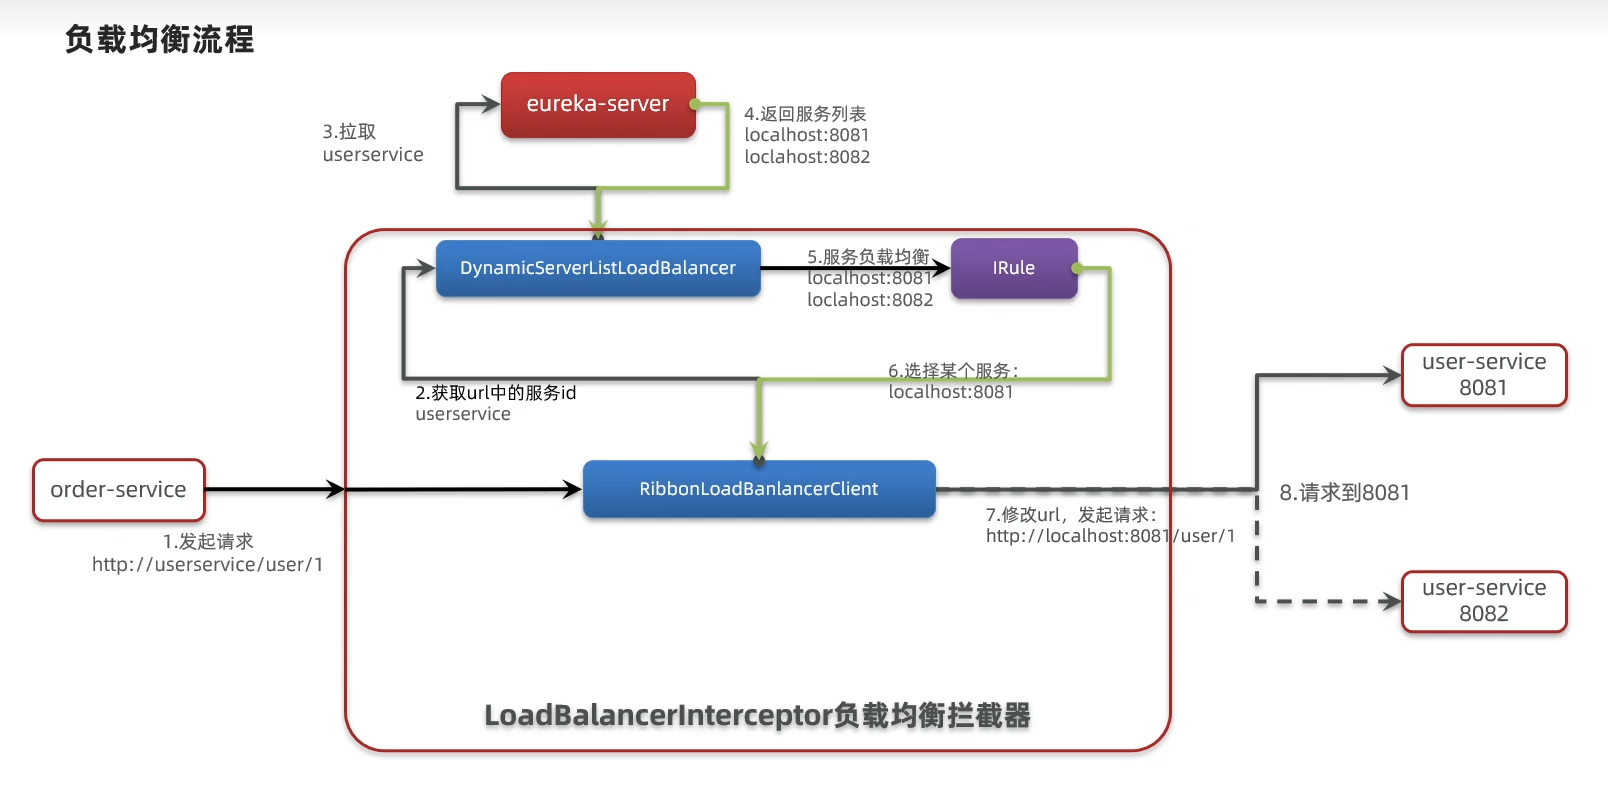 负载均衡流程
eureka-server
3.拉取
userservice
4.返回服务列表
localhost:8081
loclahost:8082
DynamicServerListLoadBalancer
5.服务负载均衡
localhost:8081
loclahost:8082
IRule
2.获取url中的服务id
userservice
6.选择某个服务：
localhost:8081
user-service
8081
order-service
1.发起请求
http://userservice/user/1
RibbonLoadBanlancerClient
7.修改url，发起请求：
http://localhost:8081/user/1
8.请求到8081
user-service
8082
LoadBalancerInterceptor负载均衡拦截器